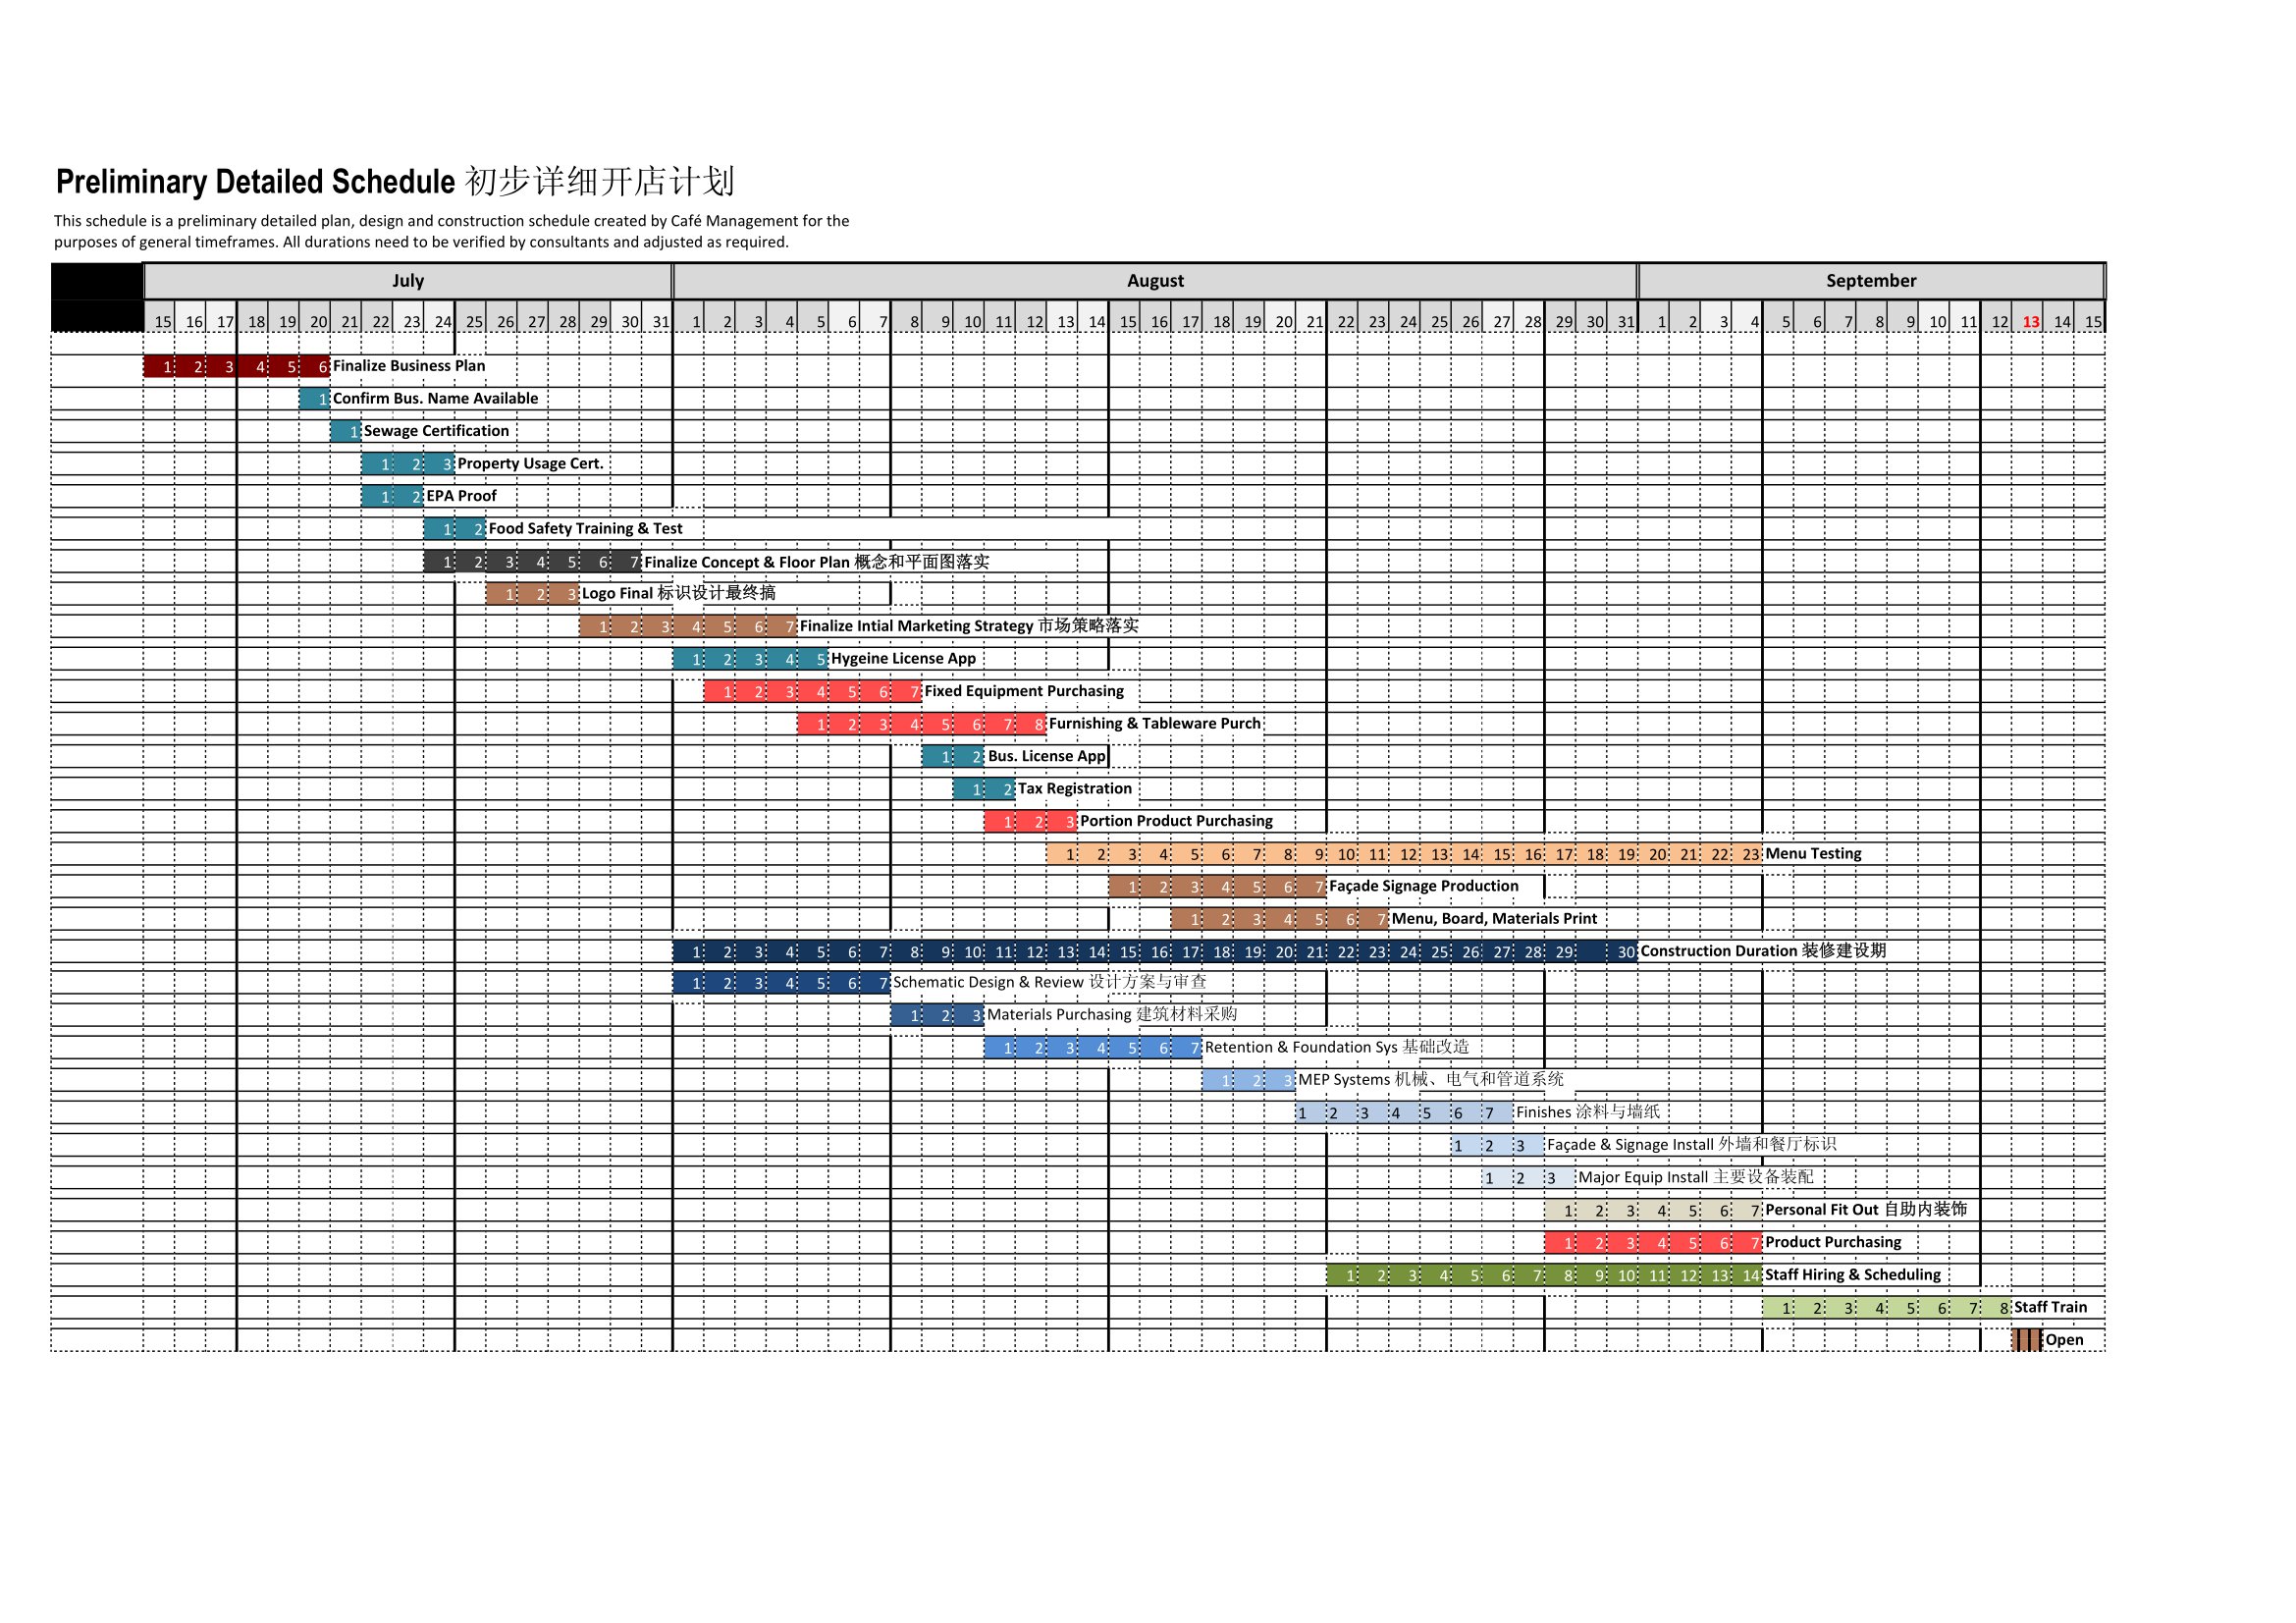 Preliminary Detailed Schedule 初步详细开店计划
This schedule is a preliminary detailed plan, design and construction schedule created by Café Management for the
purposes of general timeframes. All durations need to be verified by consultants and adjusted as required.
July August September
15 16 17 18 19 20 21 22 23 24 25 26 27 28 29 30 31 1 2 3 4 5 6 7 8 9 10 11 12 13 14 15 16 17 18 19 20 21 22 23 24 25 26 27 28 29 30 31 1 2 3 4 5 6 7 8 9 10 11 12 13 14 15
1 2 3 4 5 6 Finalize Business Plan
1 Confirm Bus. Name Available
1 Sewage Certification
1 2 3 Property Usage Cert.
1 2 EPA Proof
1 2 Food Safety Training & Test
1 2 3 4 5 6 7 Finalize Concept & Floor Plan 概念和平面图落实
1 2 3 Logo Final 标识设计最终搞
1 2 3 4 5 6 7 Finalize Intial Marketing Strategy 市场策略落实
1 2 3 4 5 Hygeine License App
1 2 3 4 5 6 7 Fixed Equipment Purchasing
1 2 3 4 5 6 7 8 Furnishing & Tableware Purch
1 2 Bus. License App
1 2 Tax Registration
1 2 3 Portion Product Purchasing
1 2 3 4 5 6 7 8 9 10 11 12 13 14 15 16 17 18 19 20 21 22 23 Menu Testing
1 2 3 4 5 6 7 Façade Signage Production
1 2 3 4 5 6 7 Menu, Board, Materials Print
1 2 3 4 5 6 7 8 9 10 11 12 13 14 15 16 17 18 19 20 21 22 23 24 25 26 27 28 29 30 Construction Duration 装修建设期
1 2 3 4 5 6 7 Schematic Design & Review 设计方案与审查
1 2 3 Materials Purchasing 建筑材料采购
1 2 3 4 5 6 7 Retention & Foundation Sys 基础改造
1 2 3 MEP Systems 机械、电气和管道系统
1 2 3 4 5 6 7 Finishes 涂料与墙纸
1 2 3 Façade & Signage Install 外墙和餐厅标识
1 2 3 Major Equip Install 主要设备装配
1 2 3 4 5 6 7 Personal Fit Out 自助内装饰
1 2 3 4 5 6 7 Product Purchasing
1 2 3 4 5 6 7 8 9 10 11 12 13 14 Staff Hiring & Scheduling
1 2 3 4 5 6 7 8 Staff Train
Open